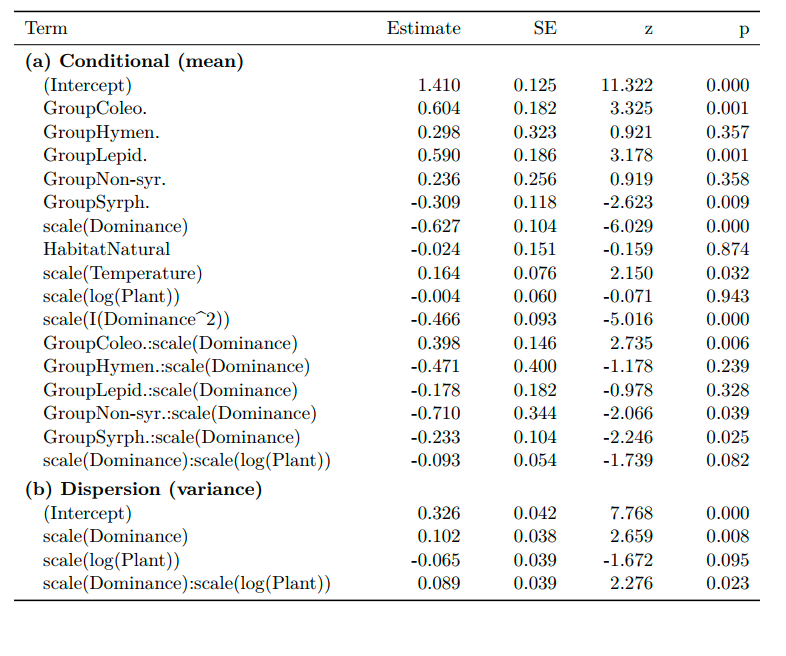 Term Estimate SE z p
(a) Conditional (mean)
(Intercept) 1.410 0.125 11.322 0.000
GroupColeo. 0.604 0.182 3.325 0.001
GroupHymen. 0.298 0.323 0.921 0.357
GroupLepid. 0.590 0.186 3.178 0.001
GroupNon-syr. 0.236 0.256 0.919 0.358
GroupSyrph. -0.309 0.118 -2.623 0.009
scale(Dominance) -0.627 0.104 -6.029 0.000
HabitatNatural -0.024 0.151 -0.159 0.874
scale(Temperature) 0.164 0.076 2.150 0.032
scale(log(Plant)) -0.004 0.060 -0.071 0.943
scale(I(Dominance^2)) -0.466 0.093 -5.016 0.000
GroupColeo.:scale(Dominance) 0.398 0.146 2.735 0.006
GroupHymen.:scale(Dominance) -0.471 0.400 -1.178 0.239
GroupLepid.:scale(Dominance) -0.178 0.182 -0.978 0.328
GroupNon-syr.:scale(Dominance) -0.710 0.344 -2.066 0.039
GroupSyrph.:scale(Dominance) -0.233 0.104 -2.246 0.025
scale(Dominance):scale(log(Plant)) -0.093 0.054 -1.739 0.082
(b) Dispersion (variance)
(Intercept) 0.326 0.042 7.768 0.000
scale(Dominance) 0.102 0.038 2.659 0.008
scale(log(Plant)) -0.065 0.039 -1.672 0.095
scale(Dominance):scale(log(Plant)) 0.089 0.039 2.276 0.023